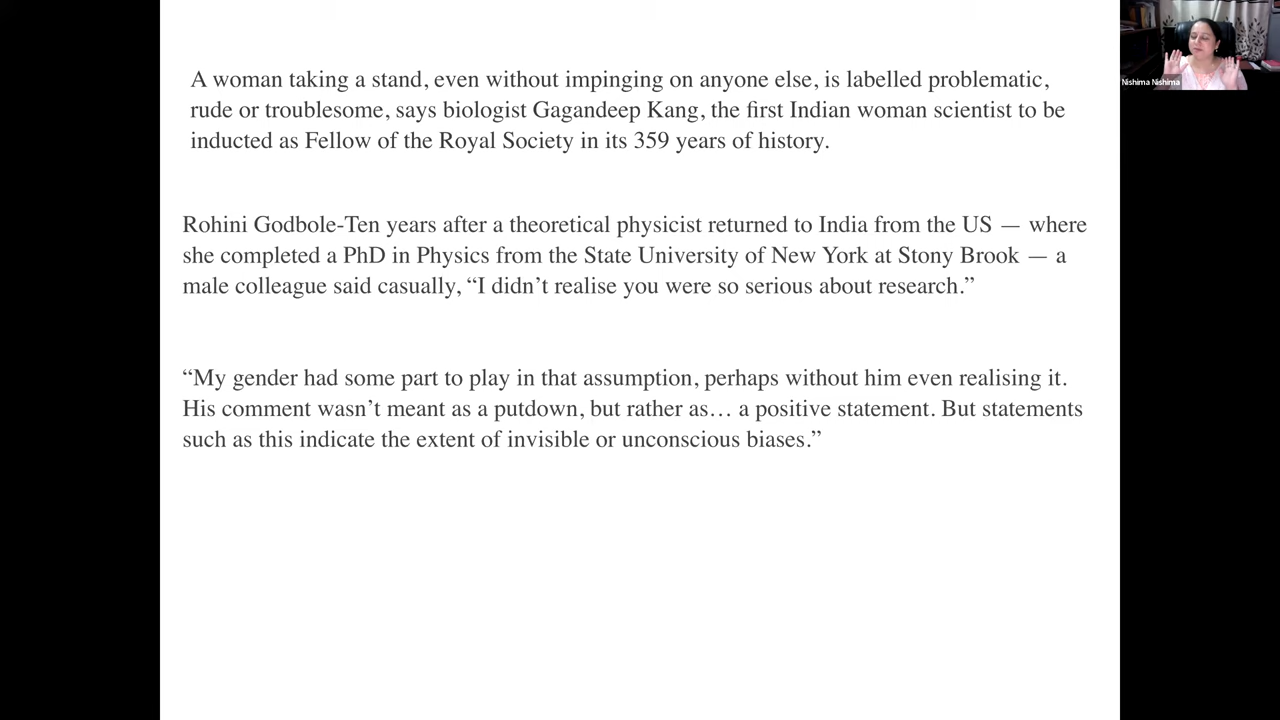 A woman taking a stand, even without impinging on anyone else, is labelled problematic,
rude or troublesome, says biologist Gagandeep Kang, the first Indian woman scientist to be
inducted as Fellow of the Royal Society in its 359 years of history.
Rohini Godbole-Ten years after a theoretical physicist returned to India from the US — where
she completed a PhD in Physics from the State University of New York at Stony Brook — a
male colleague said casually, “I didn’t realise you were so serious about research.”
“My gender had some part to play in that assumption, perhaps without him even realising it.
His comment wasn’t meant as a putdown, but rather as… a positive statement. But statements
such as this indicate the extent of invisible or unconscious biases.”
Nishima Nishima